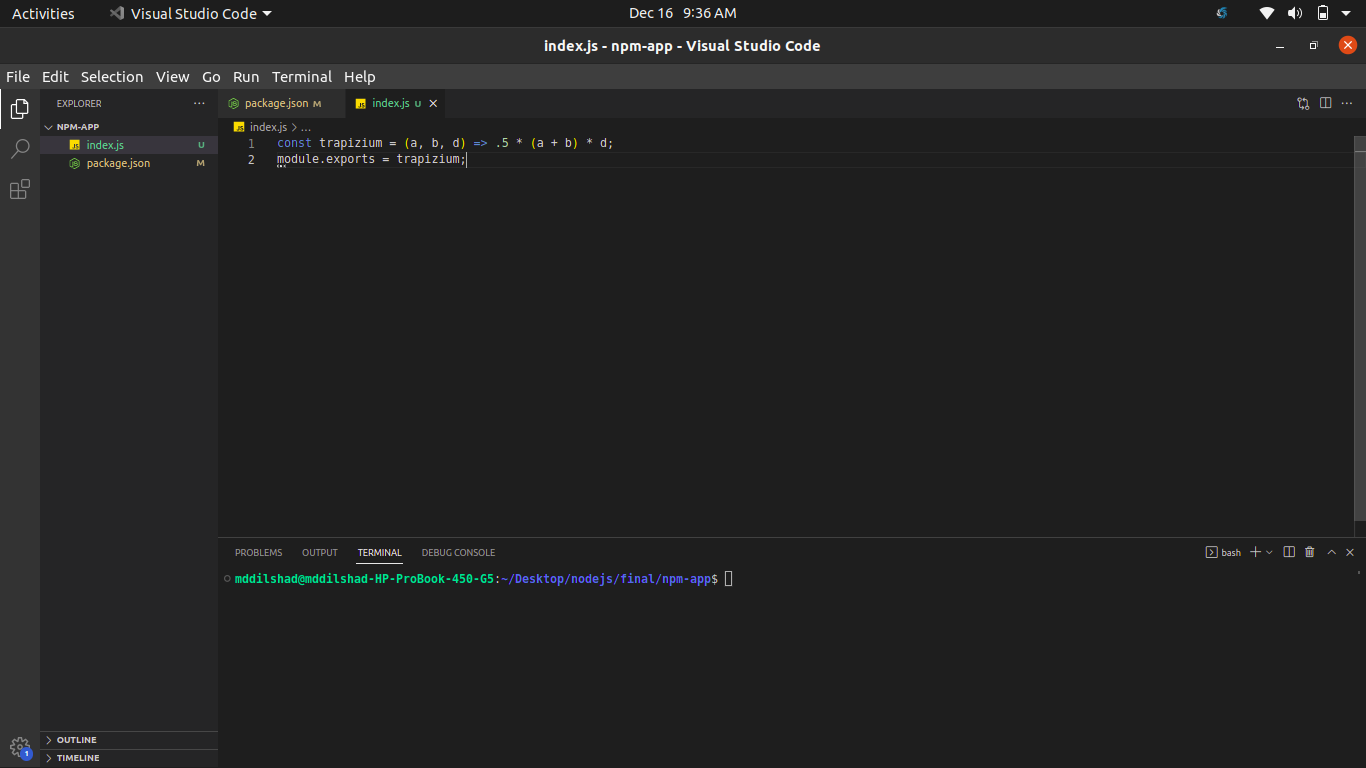 Activities Visual Studio Code Dec 16 9:36 AM
index.js - npm-app - Visual Studio Code
File Edit Selection View Go Run Terminal Help
EXPLORER
NPM-APP
JS index.js U
package.json M
package.json M JS index.js U
JS index.js > ...
1 const trapizium = (a, b, d) => .5 * (a + b) * d;
2 module.exports = trapizium;
PROBLEMS OUTPUT TERMINAL DEBUG CONSOLE bash
mddilshad@mddilshad-HP-ProBook-450-G5:~/Desktop/nodejs/final/npm-app$
OUTLINE
TIMELINE
1